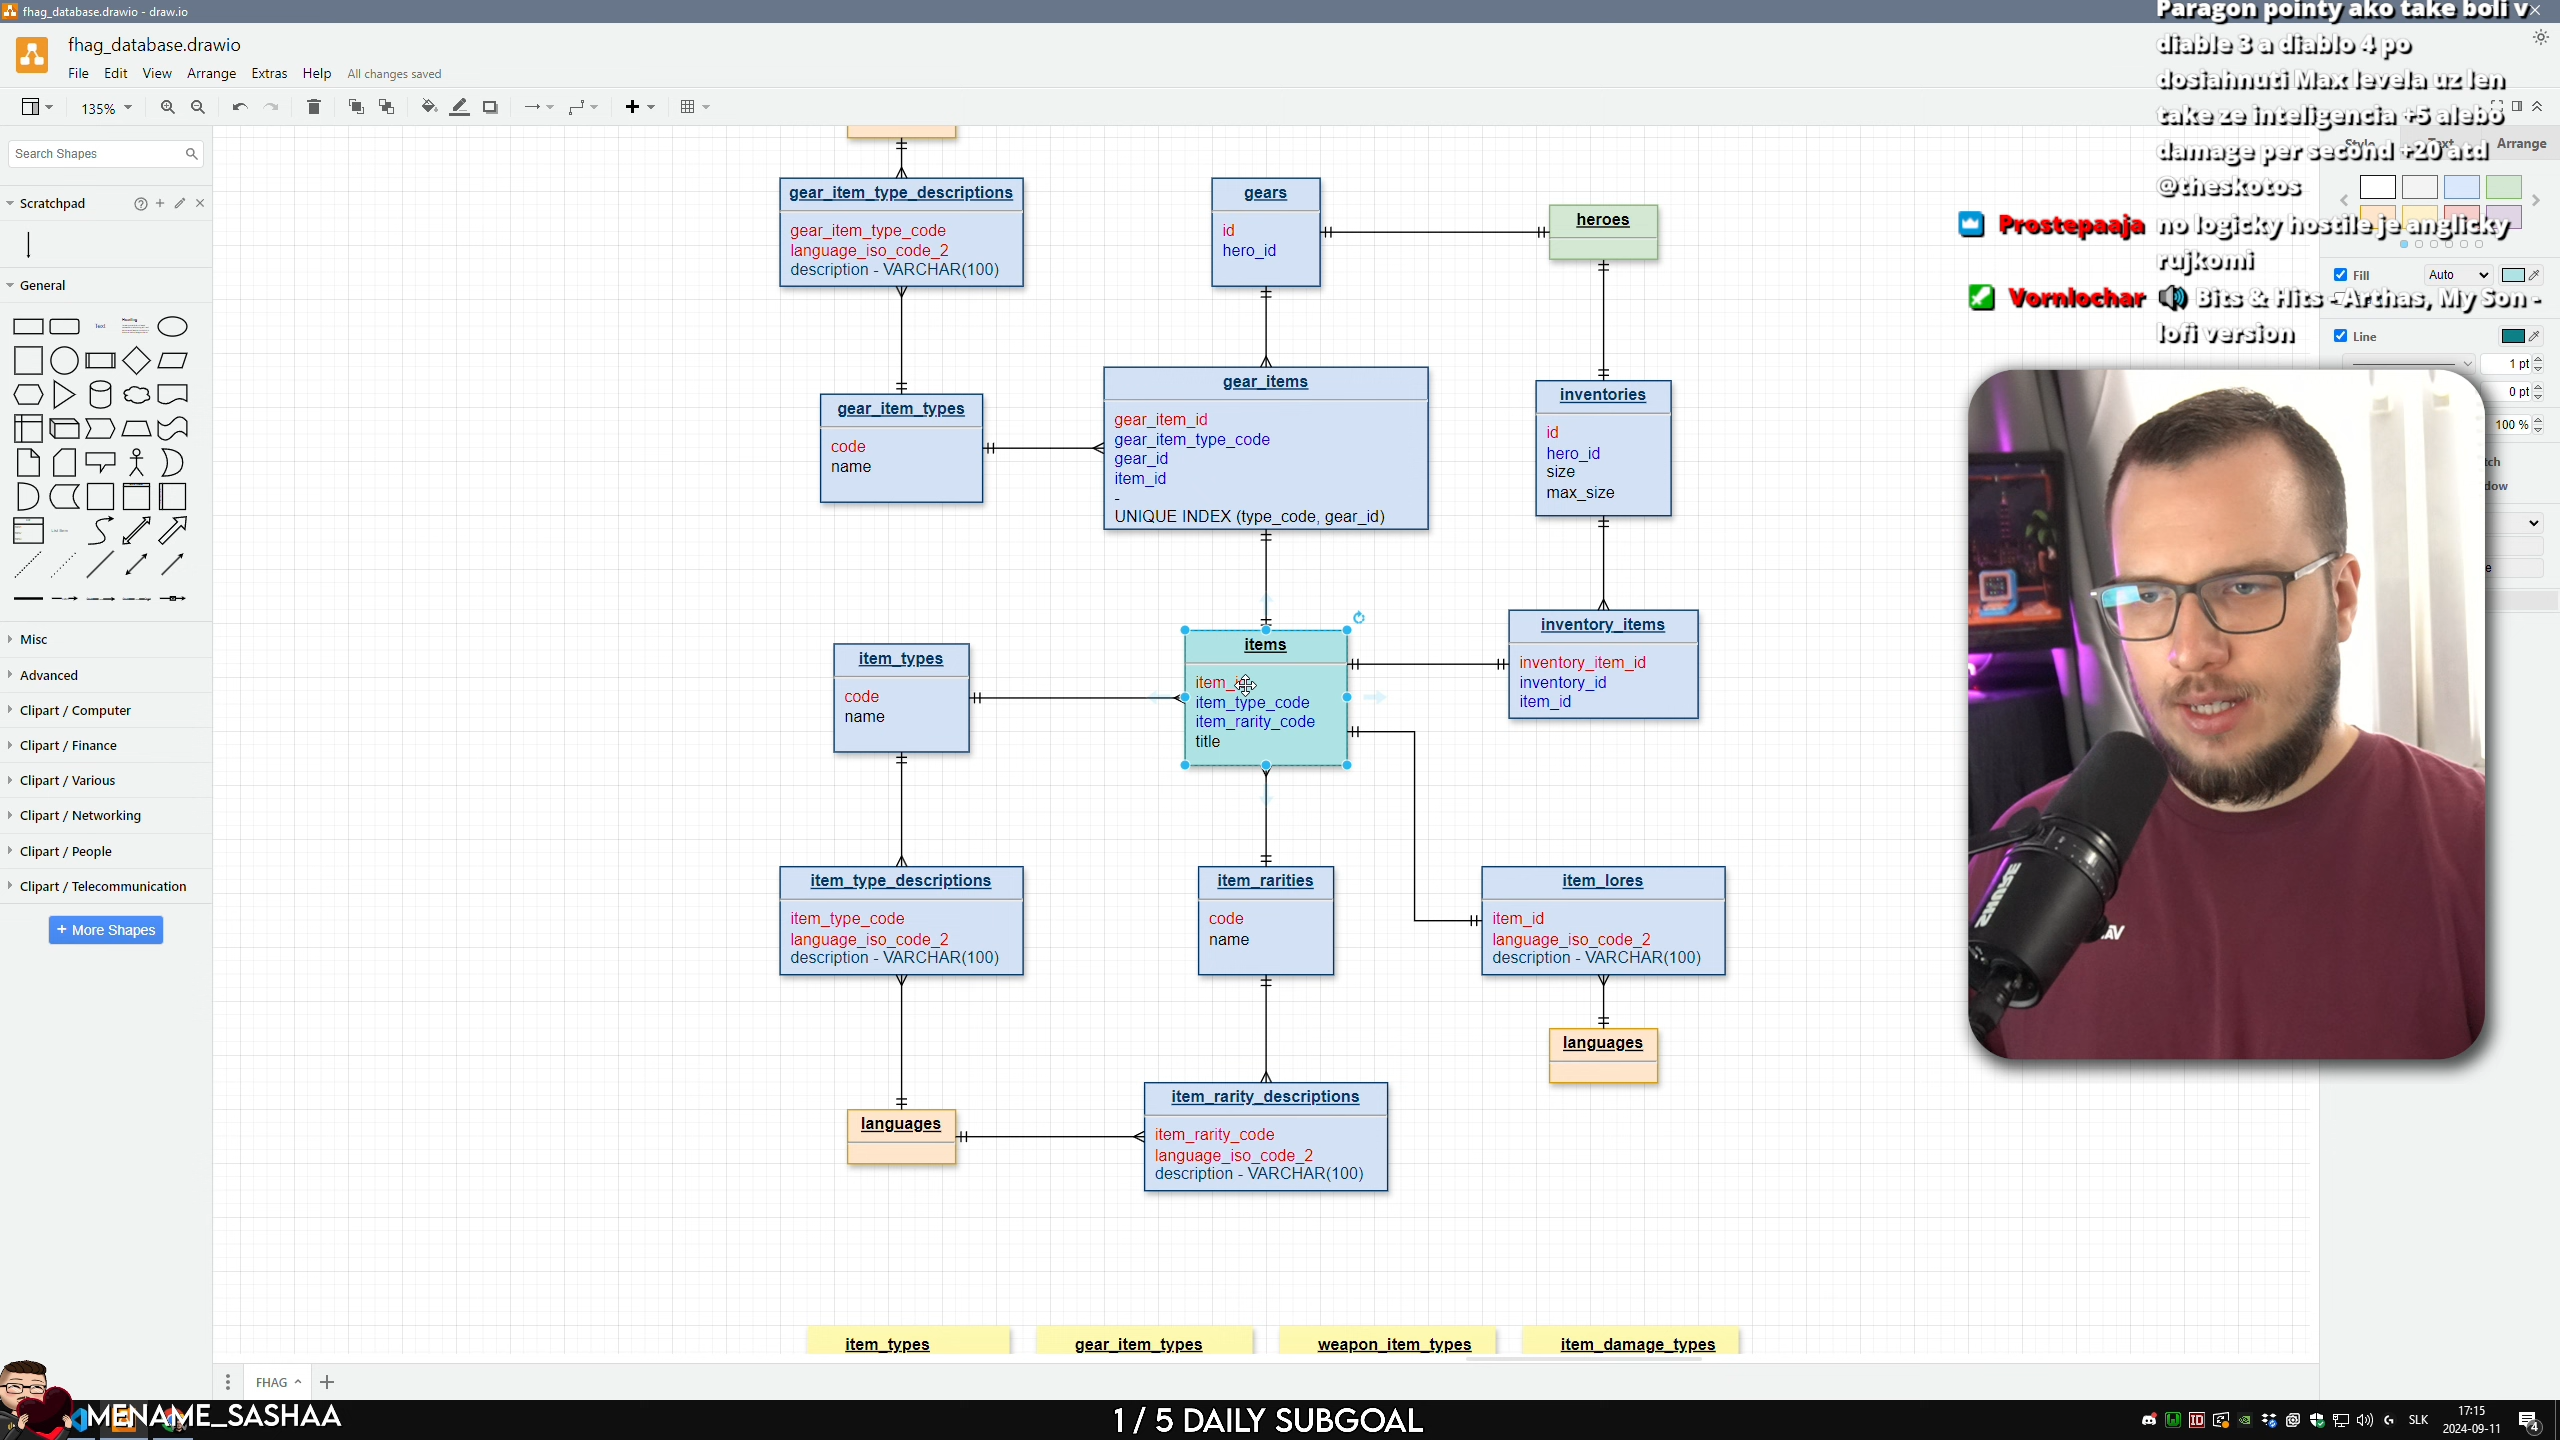 fhag_database.drawio - draw.io
fhag_database.drawio
File Edit View Arrange Extras Help All changes saved
135%
Search Shapes
Scratchpad
General
Text
Heading
Misc
Advanced
Clipart / Computer
Clipart / Finance
Clipart / Various
Clipart / Networking
Clipart / People
Clipart / Telecommunication
+ More Shapes
gear_item_type_descriptions
gear_item_type_code
language_iso_code_2
description - VARCHAR(100)
gears
id
hero_id
heroes
gear_item_types
code
name
gear_items
gear_item_id
gear_item_type_code
gear_id
item_id
-
UNIQUE INDEX (type_code, gear_id)
inventories
id
hero_id
size
max_size
item_types
code
name
items
item_type_code
item_rarity_code
title
inventory_items
inventory_item_id
inventory_id
item_id
item_type_descriptions
item_type_code
language_iso_code_2
description - VARCHAR(100)
item_rarities
code
name
item_lores
item_id
language_iso_code_2
description - VARCHAR(100)
languages
languages
item_rarity_descriptions
item_rarity_code
language_iso_code_2
description - VARCHAR(100)
item_types
gear_item_types
weapon_item_types
item_damage_types
FHAG
Paragon pointy ako take boli v
diable 3 a diablo 4 po
dosiahnuti Max levela uz len
take ze inteligencia +5 alebo
damage per second +20 atd
@theskotos
Prostepaaja no logicky hostile je anglicky
rujkomi
Vornlochar Bits & Hits - Arthas, My Son -
lofi version
Style Text Arrange
Fill Auto
Line
1 pt
0 pt
100 %
MENAME_SASHAA
1 / 5 DAILY SUBGOAL
SLK
17:15
2024-09-11
4